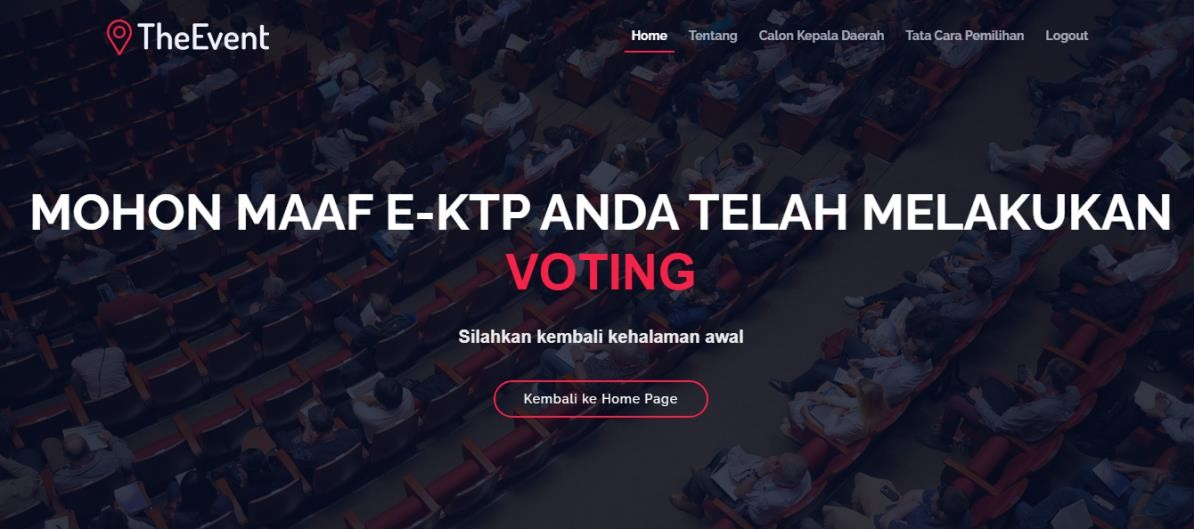 TheEvent
Home Tentang Calon Kepala Daerah Tata Cara Pemilihan Logout
MOHON MAAF E-KTP ANDA TELAH MELAKUKAN
VOTING
Silahkan kembali kehalaman awal
Kembali ke Home Page